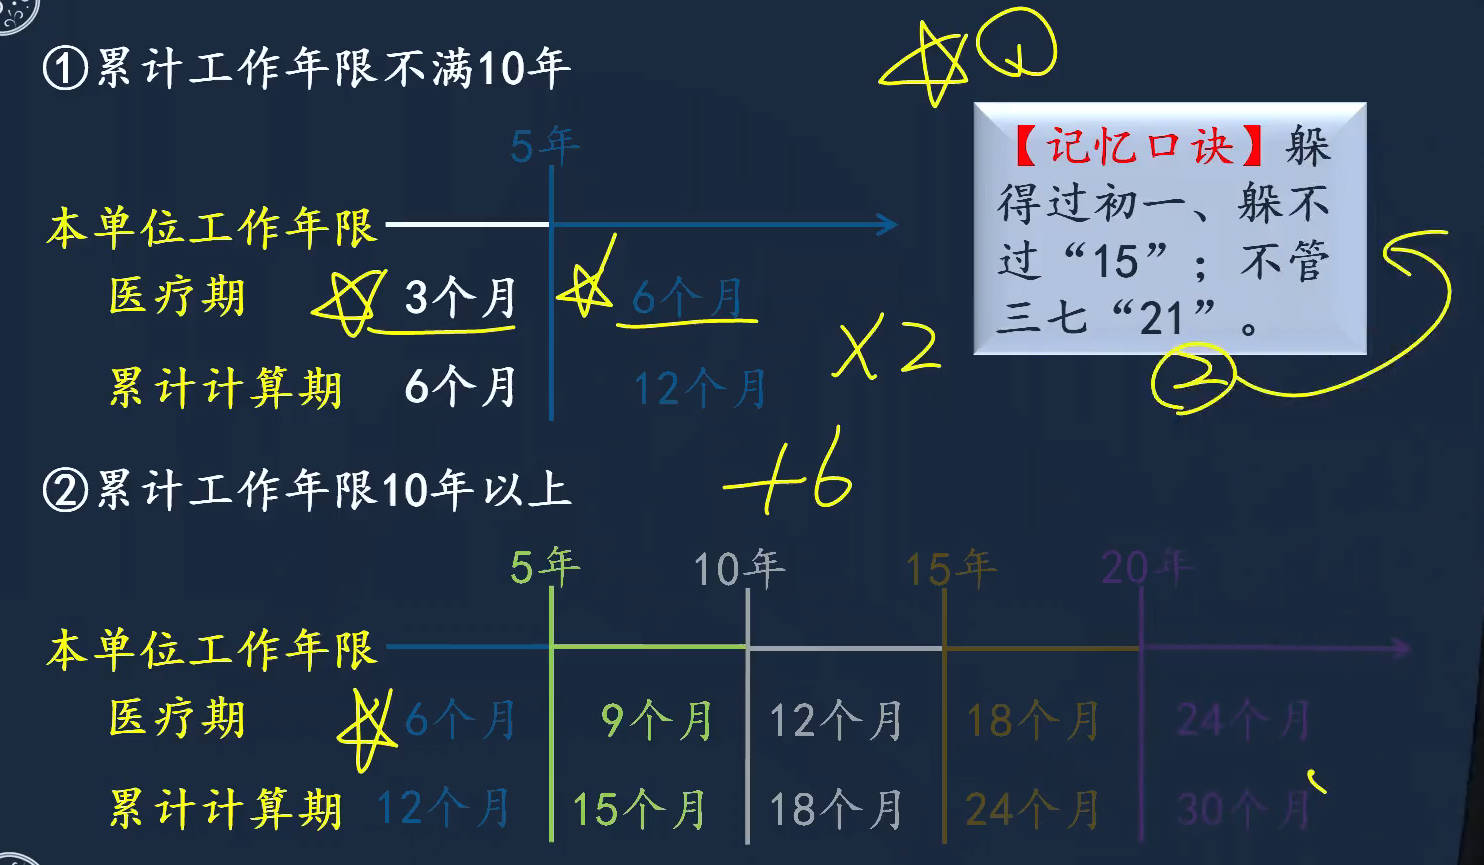 ①累计工作年限不满10年
①
5年
【记忆口诀】躲
得过初一、躲不
过“15”；不管
三七“21”。
②
本单位工作年限
医疗期 3个月 6个月
×2
累计计算期 6个月 12个月
②累计工作年限10年以上
+6
5年 10年 15年 20年
本单位工作年限
医疗期 6个月 9个月 12个月 18个月 24个月
累计计算期 12个月 15个月 18个月 24个月 30个月